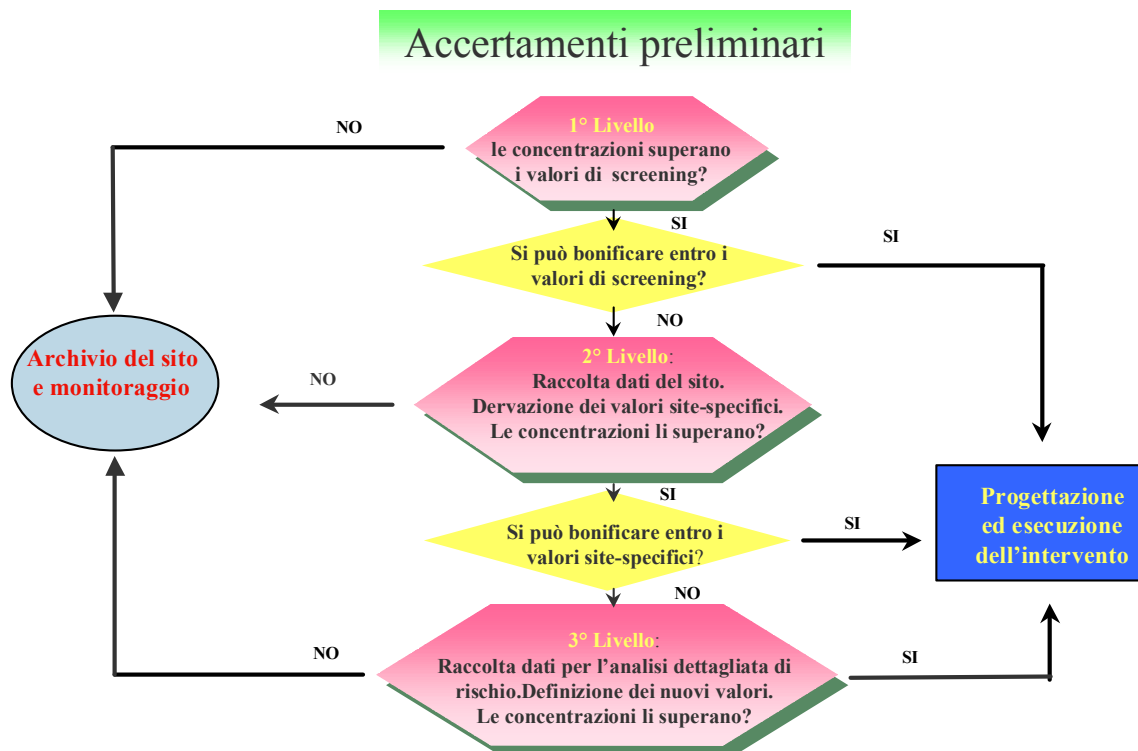 Accertamenti preliminari
NO
1° Livello
le concentrazioni superano
i valori di screening?
SI
SI
Si può bonificare entro i
valori di screening?
NO
Archivio del sito
e monitoraggio
NO
2° Livello:
Raccolta dati del sito.
Dervazione dei valori site-specifici.
Le concentrazioni li superano?
SI
Si può bonificare entro i
valori site-specifici?
SI
Progettazione
ed esecuzione
dell’intervento
NO
NO
3° Livello:
Raccolta dati per l’analisi dettagliata di
rischio.Definizione dei nuovi valori.
Le concentrazioni li superano?
SI